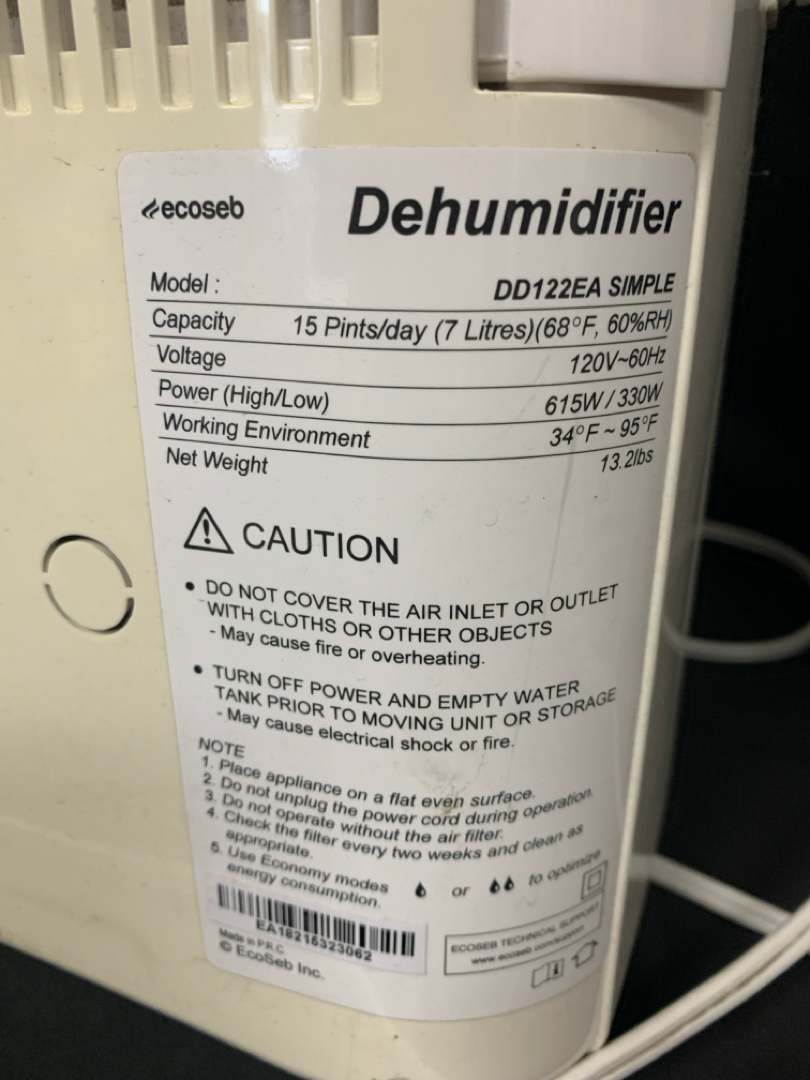 ecoseb
Dehumidifier
Model : DD122EA SIMPLE
Capacity 15 Pints/day (7 Litres)(68°F, 60%RH)
Voltage 120V~60Hz
Power (High/Low) 615W / 330W
Working Environment 34°F ~ 95°F
Net Weight 13.2lbs
CAUTION
• DO NOT COVER THE AIR INLET OR OUTLET
WITH CLOTHS OR OTHER OBJECTS
- May cause fire or overheating.
• TURN OFF POWER AND EMPTY WATER
TANK PRIOR TO MOVING UNIT OR STORAGE
- May cause electrical shock or fire.
NOTE
1. Place appliance on a flat even surface.
2. Do not unplug the power cord during operation.
3. Do not operate without the air filter.
4. Check the filter every two weeks and clean as
appropriate.
5. Use Economy modes or to optimize
energy consumption.
EA18216323062
Made in P.R.C
© EcoSeb Inc.
ECOSEB TECHNICAL SUPPORT
www.ecoseb.com/support